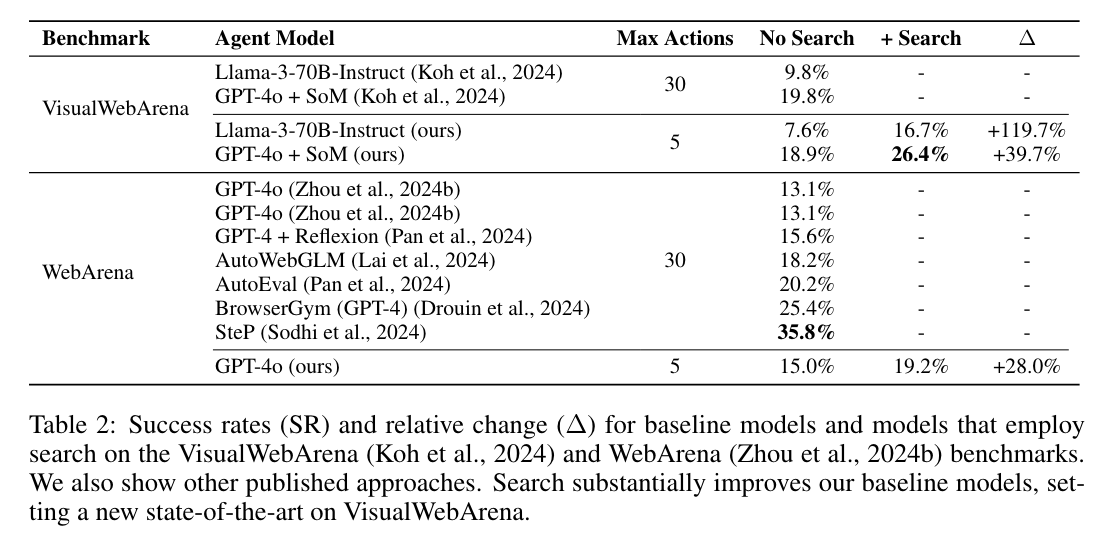 Benchmark Agent Model Max Actions No Search + Search Δ
Llama-3-70B-Instruct (Koh et al., 2024) 9.8% - -
VisualWebArena 30
GPT-4o + SoM (Koh et al., 2024) 19.8% - -
Llama-3-70B-Instruct (ours) 7.6% 16.7% +119.7%
5
GPT-4o + SoM (ours) 18.9% 26.4% +39.7%
GPT-4o (Zhou et al., 2024b) 13.1% - -
GPT-4o (Zhou et al., 2024b) 13.1% - -
GPT-4 + Reflexion (Pan et al., 2024) 15.6% - -
WebArena AutoWebGLM (Lai et al., 2024) 30 18.2% - -
AutoEval (Pan et al., 2024) 20.2% - -
BrowserGym (GPT-4) (Drouin et al., 2024) 25.4% - -
SteP (Sodhi et al., 2024) 35.8% - -
GPT-4o (ours) 5 15.0% 19.2% +28.0%
Table 2: Success rates (SR) and relative change (Δ) for baseline models and models that employ
search on the VisualWebArena (Koh et al., 2024) and WebArena (Zhou et al., 2024b) benchmarks.
We also show other published approaches. Search substantially improves our baseline models, set-
ting a new state-of-the-art on VisualWebArena.